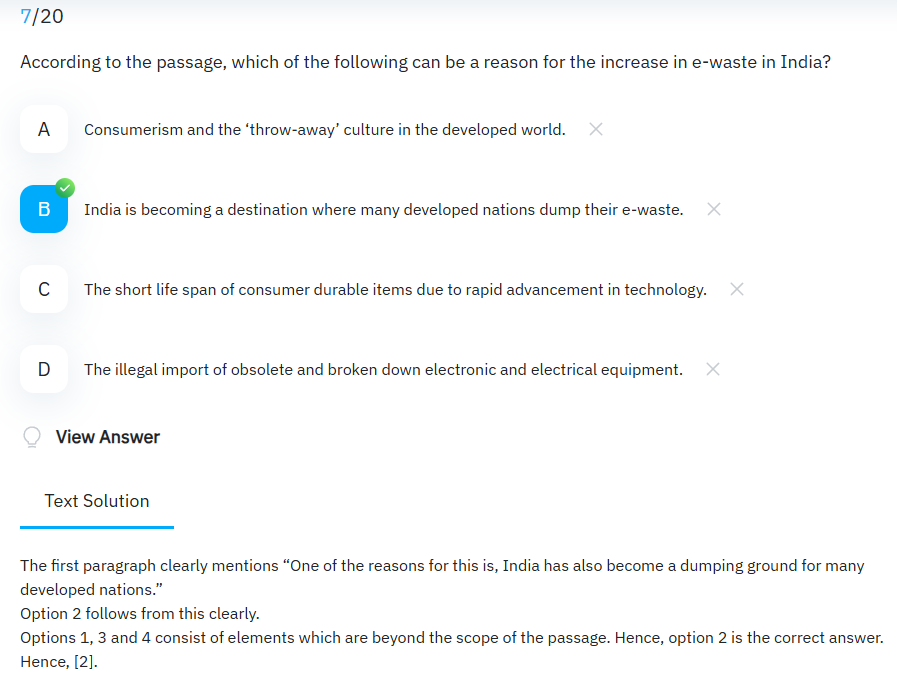 7/20
According to the passage, which of the following can be a reason for the increase in e-waste in India?
A Consumerism and the ‘throw-away’ culture in the developed world.
B India is becoming a destination where many developed nations dump their e-waste.
C The short life span of consumer durable items due to rapid advancement in technology.
D The illegal import of obsolete and broken down electronic and electrical equipment.
View Answer
Text Solution
The first paragraph clearly mentions “One of the reasons for this is, India has also become a dumping ground for many
developed nations.”
Option 2 follows from this clearly.
Options 1, 3 and 4 consist of elements which are beyond the scope of the passage. Hence, option 2 is the correct answer.
Hence, [2].